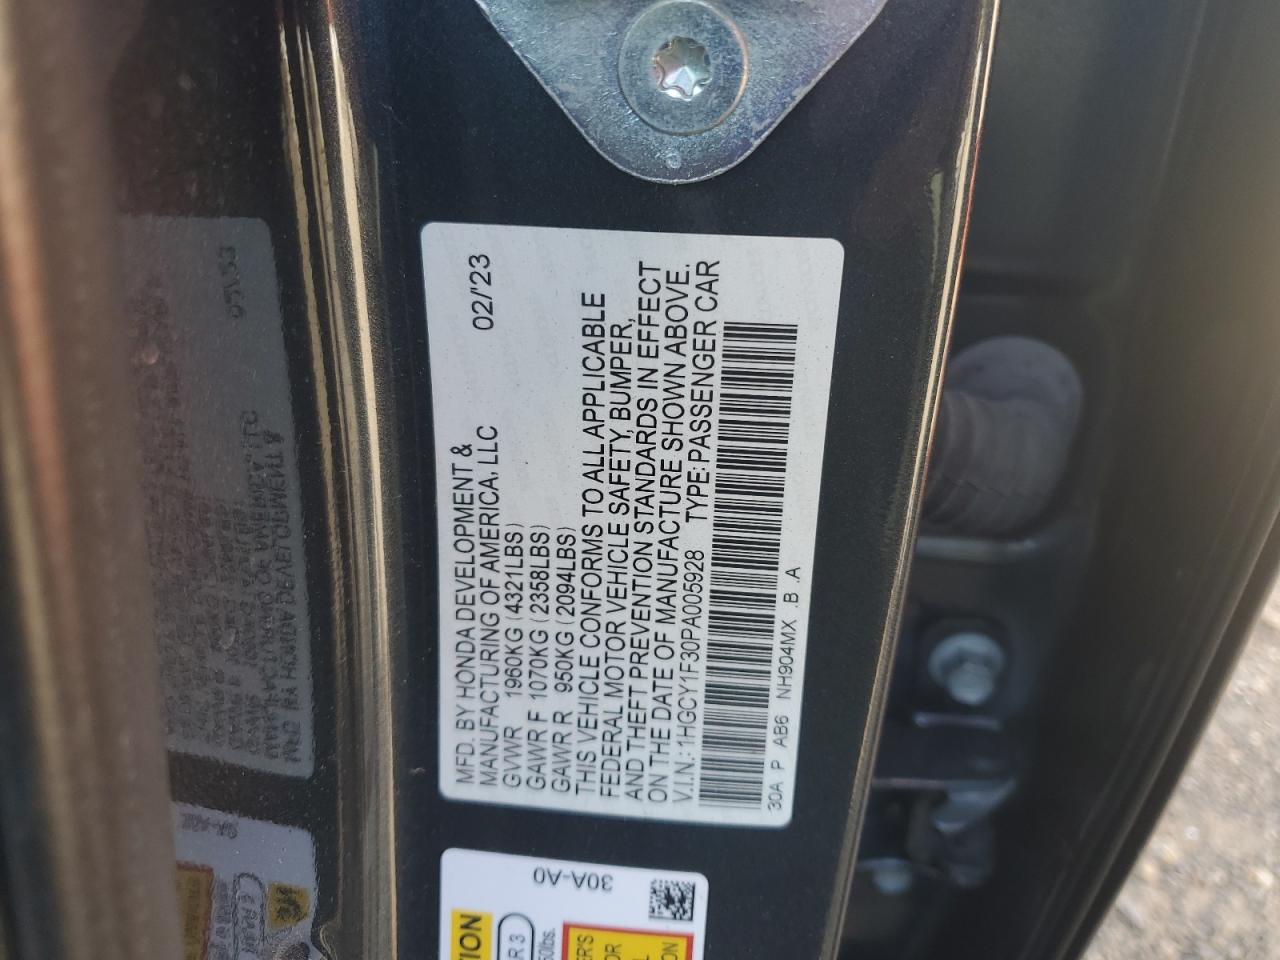 MFD. BY HONDA DEVELOPMENT &
MANUFACTURING OF AMERICA, LLC 02/'23
GVWR 1960KG (4321LBS)
GAWR F 1070KG (2358LBS)
GAWR R 950KG (2094LBS)
THIS VEHICLE CONFORMS TO ALL APPLICABLE
FEDERAL MOTOR VEHICLE SAFETY, BUMPER,
AND THEFT PREVENTION STANDARDS IN EFFECT
ON THE DATE OF MANUFACTURE SHOWN ABOVE.
V.I.N.: 1HGCY1F30PA005928 TYPE: PASSENGER CAR
30A P AB6 NH904MX .B .A
30A-A0